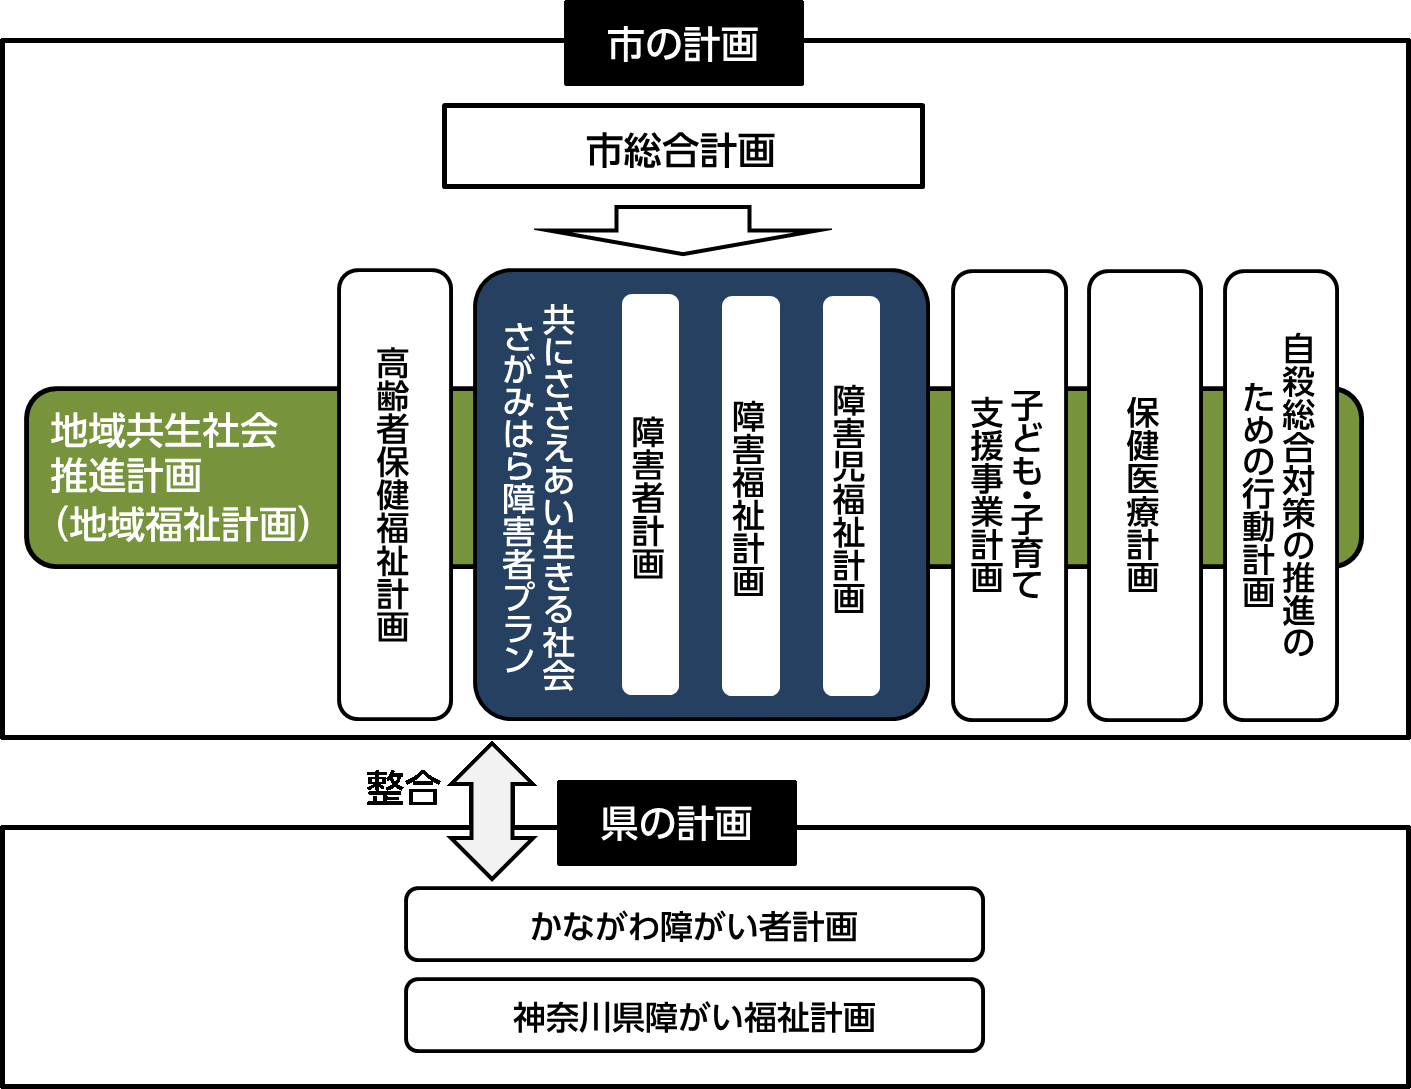 市の計画
市総合計画
地域共生社会
推進計画
（地域福祉計画）
高齢者保健福祉計画
共にささえあい生きる社会
さがみはら障害者プラン
障害者計画
障害福祉計画
障害児福祉計画
子ども・子育て
支援事業計画
保健医療計画
自殺総合対策の推進の
ための行動計画
整合
県の計画
かながわ障がい者計画
神奈川県障がい福祉計画